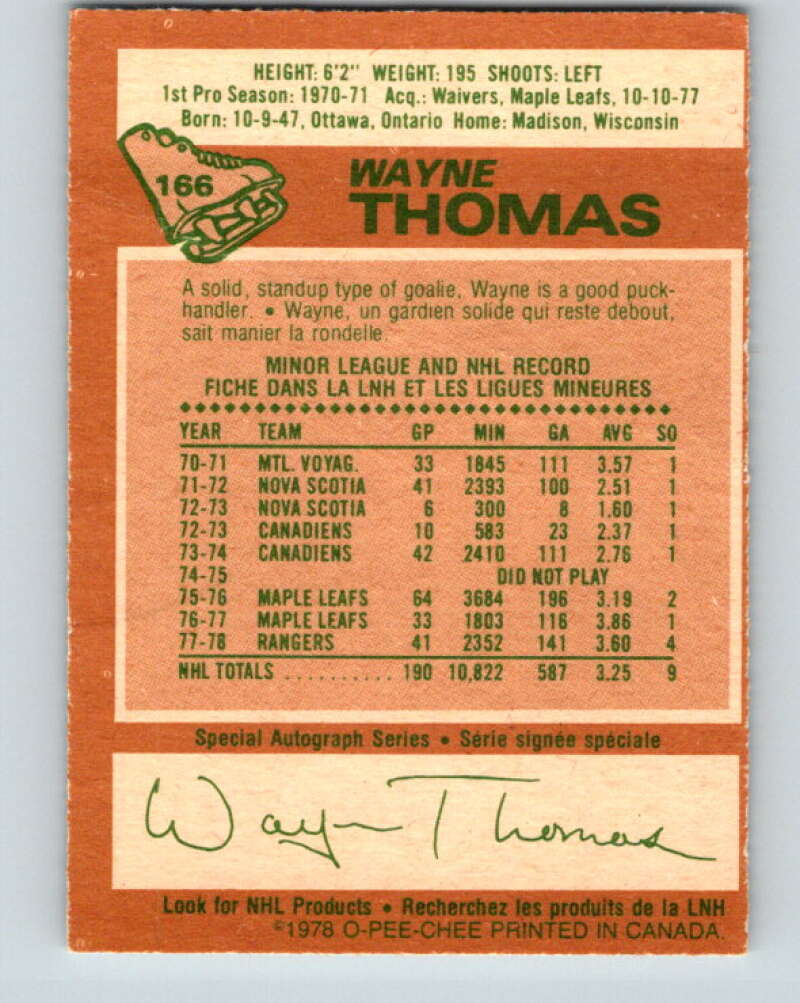 HEIGHT: 6'2" WEIGHT: 195 SHOOTS: LEFT
1st Pro Season: 1970-71 Acq.: Waivers, Maple Leafs, 10-10-77
Born: 10-9-47, Ottawa, Ontario Home: Madison, Wisconsin
166
WAYNE
THOMAS
A solid, standup type of goalie, Wayne is a good puck-
handler. • Wayne, un gardien solide qui reste debout,
sait manier la rondelle.
MINOR LEAGUE AND NHL RECORD
FICHE DANS LA LNH ET LES LIGUES MINEURES
YEAR TEAM GP MIN GA AVG SO
70-71 MTL. VOYAG. 33 1845 111 3.57 1
71-72 NOVA SCOTIA 41 2393 100 2.51 1
72-73 NOVA SCOTIA 6 300 8 1.60 1
72-73 CANADIENS 10 583 23 2.37 1
73-74 CANADIENS 42 2410 111 2.76 1
74-75 DID NOT PLAY
75-76 MAPLE LEAFS 64 3684 196 3.19 2
76-77 MAPLE LEAFS 33 1803 116 3.86 1
77-78 RANGERS 41 2352 141 3.60 4
NHL TOTALS .......... 190 10,822 587 3.25 9
Special Autograph Series • Série signée spéciale
Wayne Thomas
Look for NHL Products • Recherchez les produits de la LNH
©1978 O-PEE-CHEE PRINTED IN CANADA.